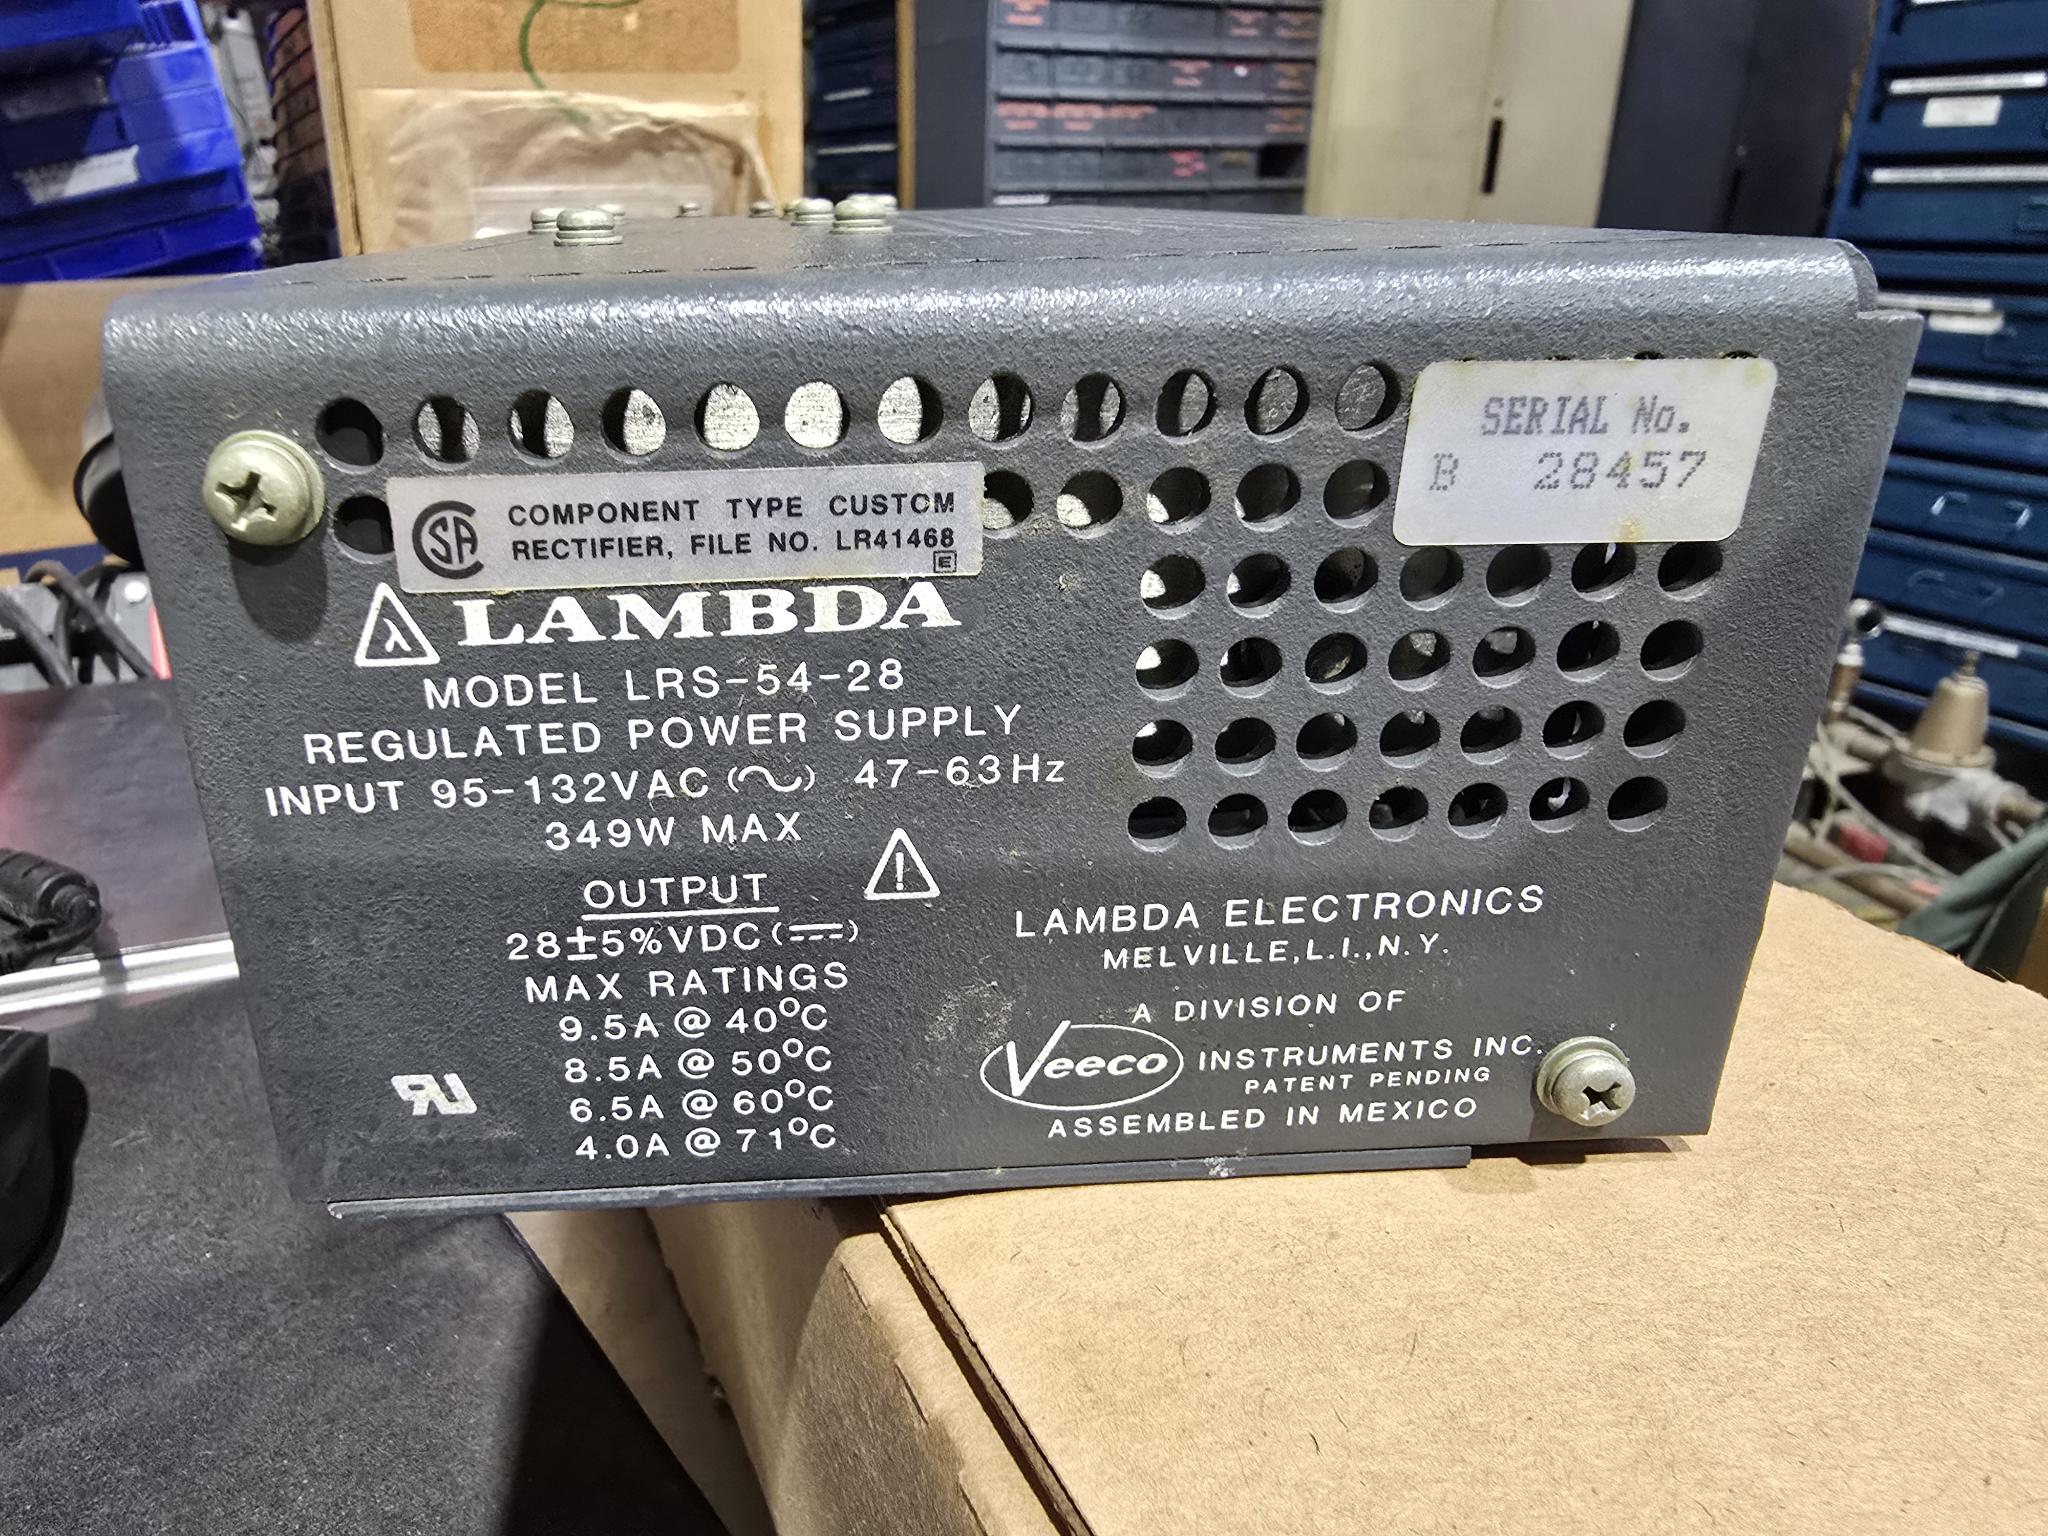 SERIAL No.
B 28457
CSA
COMPONENT TYPE CUSTOM
RECTIFIER, FILE NO. LR41468
E
λ LAMBDA
MODEL LRS-54-28
REGULATED POWER SUPPLY
INPUT 95-132VAC (∼) 47-63Hz
349W MAX
!
OUTPUT
28±5%VDC(⎓)
MAX RATINGS
9.5A @ 40°C
8.5A @ 50°C
6.5A @ 60°C
4.0A @ 71°C
RU
LAMBDA ELECTRONICS
MELVILLE, L.I., N.Y.
A DIVISION OF
Veeco INSTRUMENTS INC.
PATENT PENDING
ASSEMBLED IN MEXICO